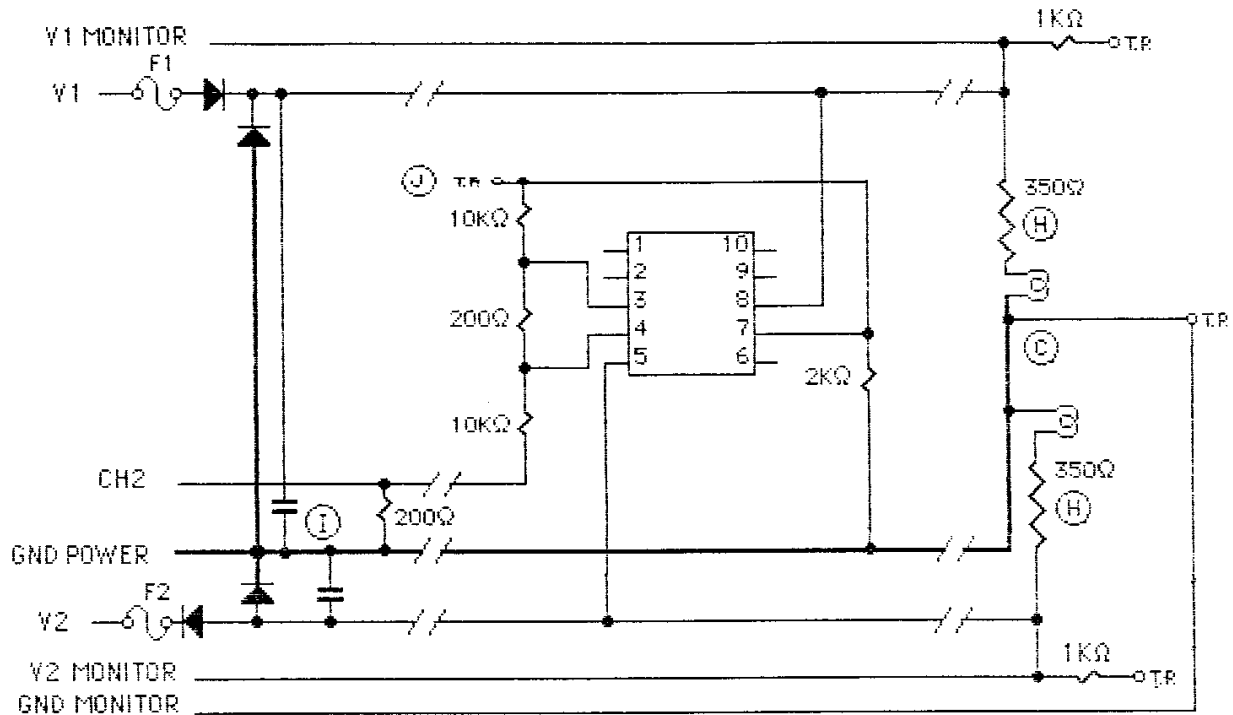 1KΩ
V1 MONITOR
T.P.
F1
V1
J T.P.
350Ω
10KΩ
H
1 10
2 9
3 8
200Ω
4 7
T.P.
5 6
C
2KΩ
10KΩ
350Ω
CH2
H
I
200Ω
GND POWER
F2
V2
1KΩ
V2 MONITOR
T.P.
GND MONITOR